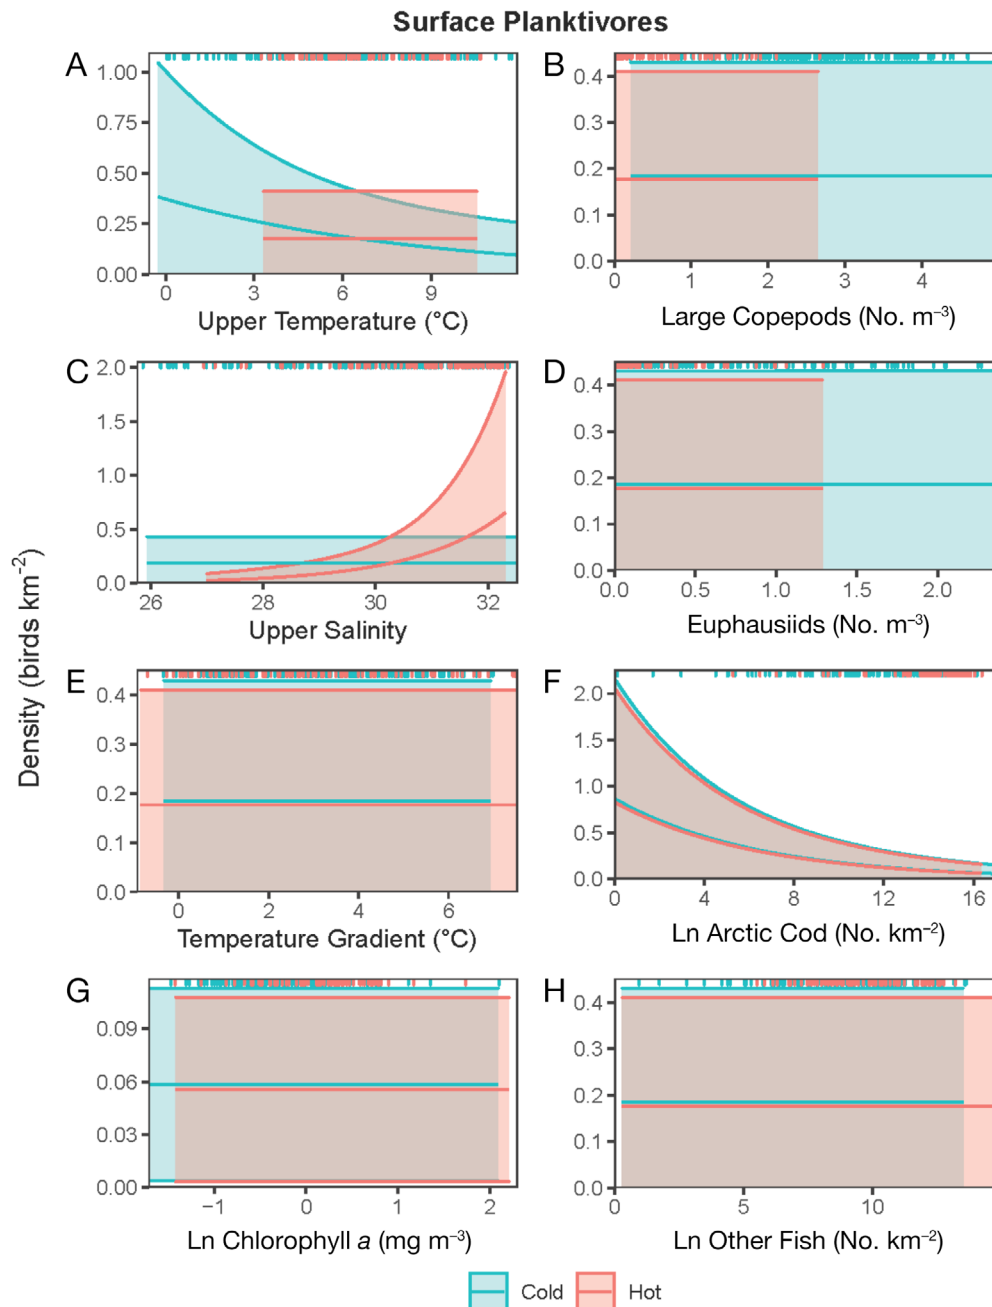 Surface Planktivores
Density (birds km⁻²)
A
1.00
0.75
0.50
0.25
0.00
0 3 6 9
Upper Temperature (°C)
B
0.4
0.3
0.2
0.1
0.0
0 1 2 3 4
Large Copepods (No. m⁻³)
C
2.0
1.5
1.0
0.5
0.0
26 28 30 32
Upper Salinity
D
0.4
0.3
0.2
0.1
0.0
0.0 0.5 1.0 1.5 2.0
Euphausiids (No. m⁻³)
E
0.4
0.3
0.2
0.1
0.0
0 2 4 6
Temperature Gradient (°C)
F
2.0
1.5
1.0
0.5
0.0
0 4 8 12 16
Ln Arctic Cod (No. km⁻²)
G
0.09
0.06
0.03
0.00
−1 0 1 2
Ln Chlorophyll a (mg m⁻³)
H
0.4
0.3
0.2
0.1
0.0
0 5 10
Ln Other Fish (No. km⁻²)
Cold Hot